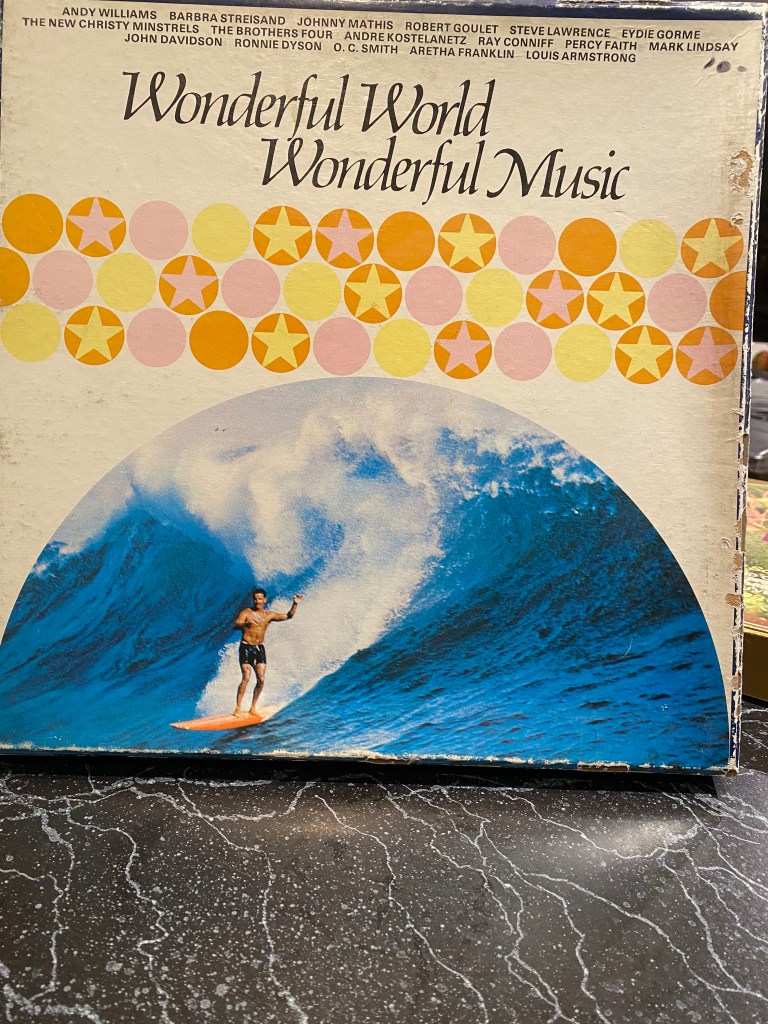 ANDY WILLIAMS BARBRA STREISAND JOHNNY MATHIS ROBERT GOULET STEVE LAWRENCE EYDIE GORME
THE NEW CHRISTY MINSTRELS THE BROTHERS FOUR ANDRE KOSTELANETZ RAY CONNIFF PERCY FAITH MARK LINDSAY
JOHN DAVIDSON RONNIE DYSON O. C. SMITH ARETHA FRANKLIN LOUIS ARMSTRONG
Wonderful World
Wonderful Music